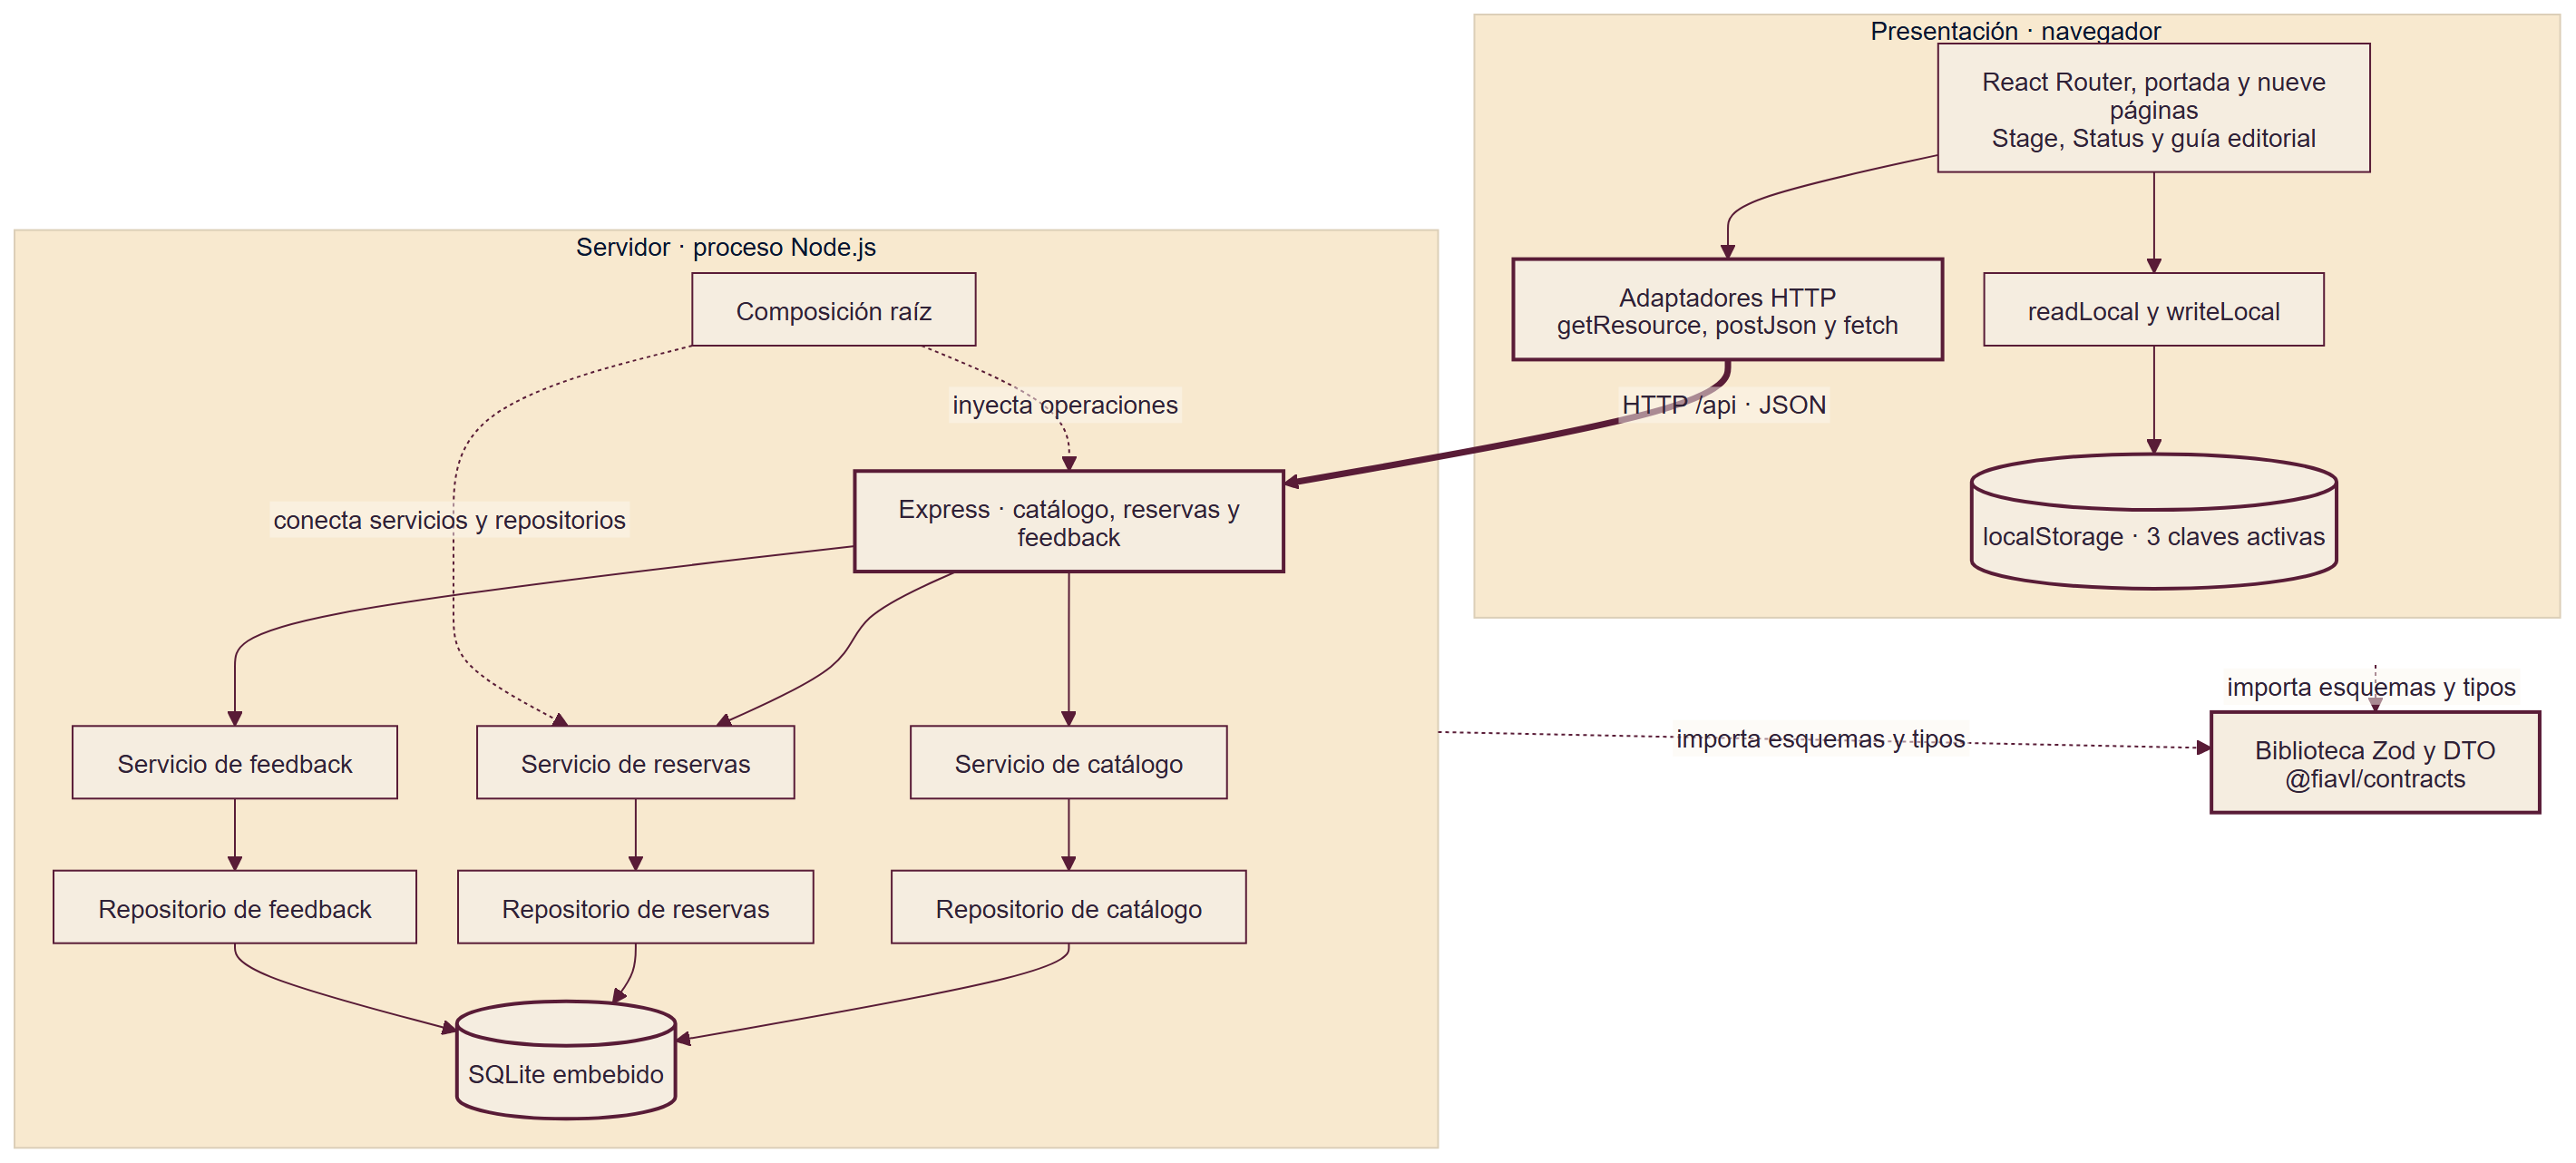 Presentación · navegador
React Router, portada y nueve
páginas
Stage, Status y guía editorial
Servidor · proceso Node.js
Composición raíz
Adaptadores HTTP
getResource, postJson y fetch
readLocal y writeLocal
inyecta operaciones
HTTP /api · JSON
conecta servicios y repositorios
Express · catálogo, reservas y
feedback
localStorage · 3 claves activas
importa esquemas y tipos
importa esquemas y tipos
Biblioteca Zod y DTO
@fiavl/contracts
Servicio de feedback
Servicio de reservas
Servicio de catálogo
Repositorio de feedback
Repositorio de reservas
Repositorio de catálogo
SQLite embebido